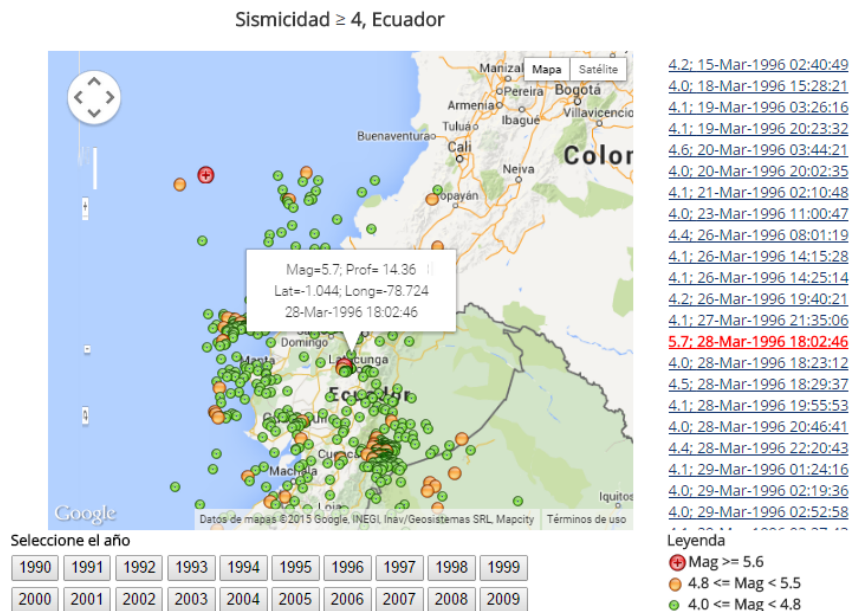 Sismicidad ≥ 4, Ecuador
Mapa
Satélite
Manizal
Pereira
Bogotá
Armenia
Villavicencio
Ibagué
Tuluá
Buenaventura
Cali
Neiva
Color
opayán
Mag=5.7; Prof= 14.36
Lat=-1.044; Long=-78.724
28-Mar-1996 18:02:46
Domingo
Manta
Latacunga
Ecuador
Cuenca
Machala
Loja
Iquitos
Google
Datos de mapas ©2015 Google, INEGI, Inav/Geosistemas SRL, Mapcity
Términos de uso
4.2; 15-Mar-1996 02:40:49
4.0; 18-Mar-1996 15:28:21
4.1; 19-Mar-1996 03:26:16
4.1; 19-Mar-1996 20:23:32
4.6; 20-Mar-1996 03:44:21
4.0; 20-Mar-1996 20:02:35
4.1; 21-Mar-1996 02:10:48
4.0; 23-Mar-1996 11:00:47
4.4; 26-Mar-1996 08:01:19
4.1; 26-Mar-1996 14:15:28
4.1; 26-Mar-1996 14:25:14
4.2; 26-Mar-1996 19:40:21
4.1; 27-Mar-1996 21:35:06
5.7; 28-Mar-1996 18:02:46
4.0; 28-Mar-1996 18:23:12
4.5; 28-Mar-1996 18:29:37
4.1; 28-Mar-1996 19:55:53
4.0; 28-Mar-1996 20:46:41
4.4; 28-Mar-1996 22:20:43
4.1; 29-Mar-1996 01:24:16
4.0; 29-Mar-1996 02:19:36
4.0; 29-Mar-1996 02:52:58
Seleccione el año
1990 1991 1992 1993 1994 1995 1996 1997 1998 1999
2000 2001 2002 2003 2004 2005 2006 2007 2008 2009
Leyenda
Mag >= 5.6
4.8 <= Mag < 5.5
4.0 <= Mag < 4.8